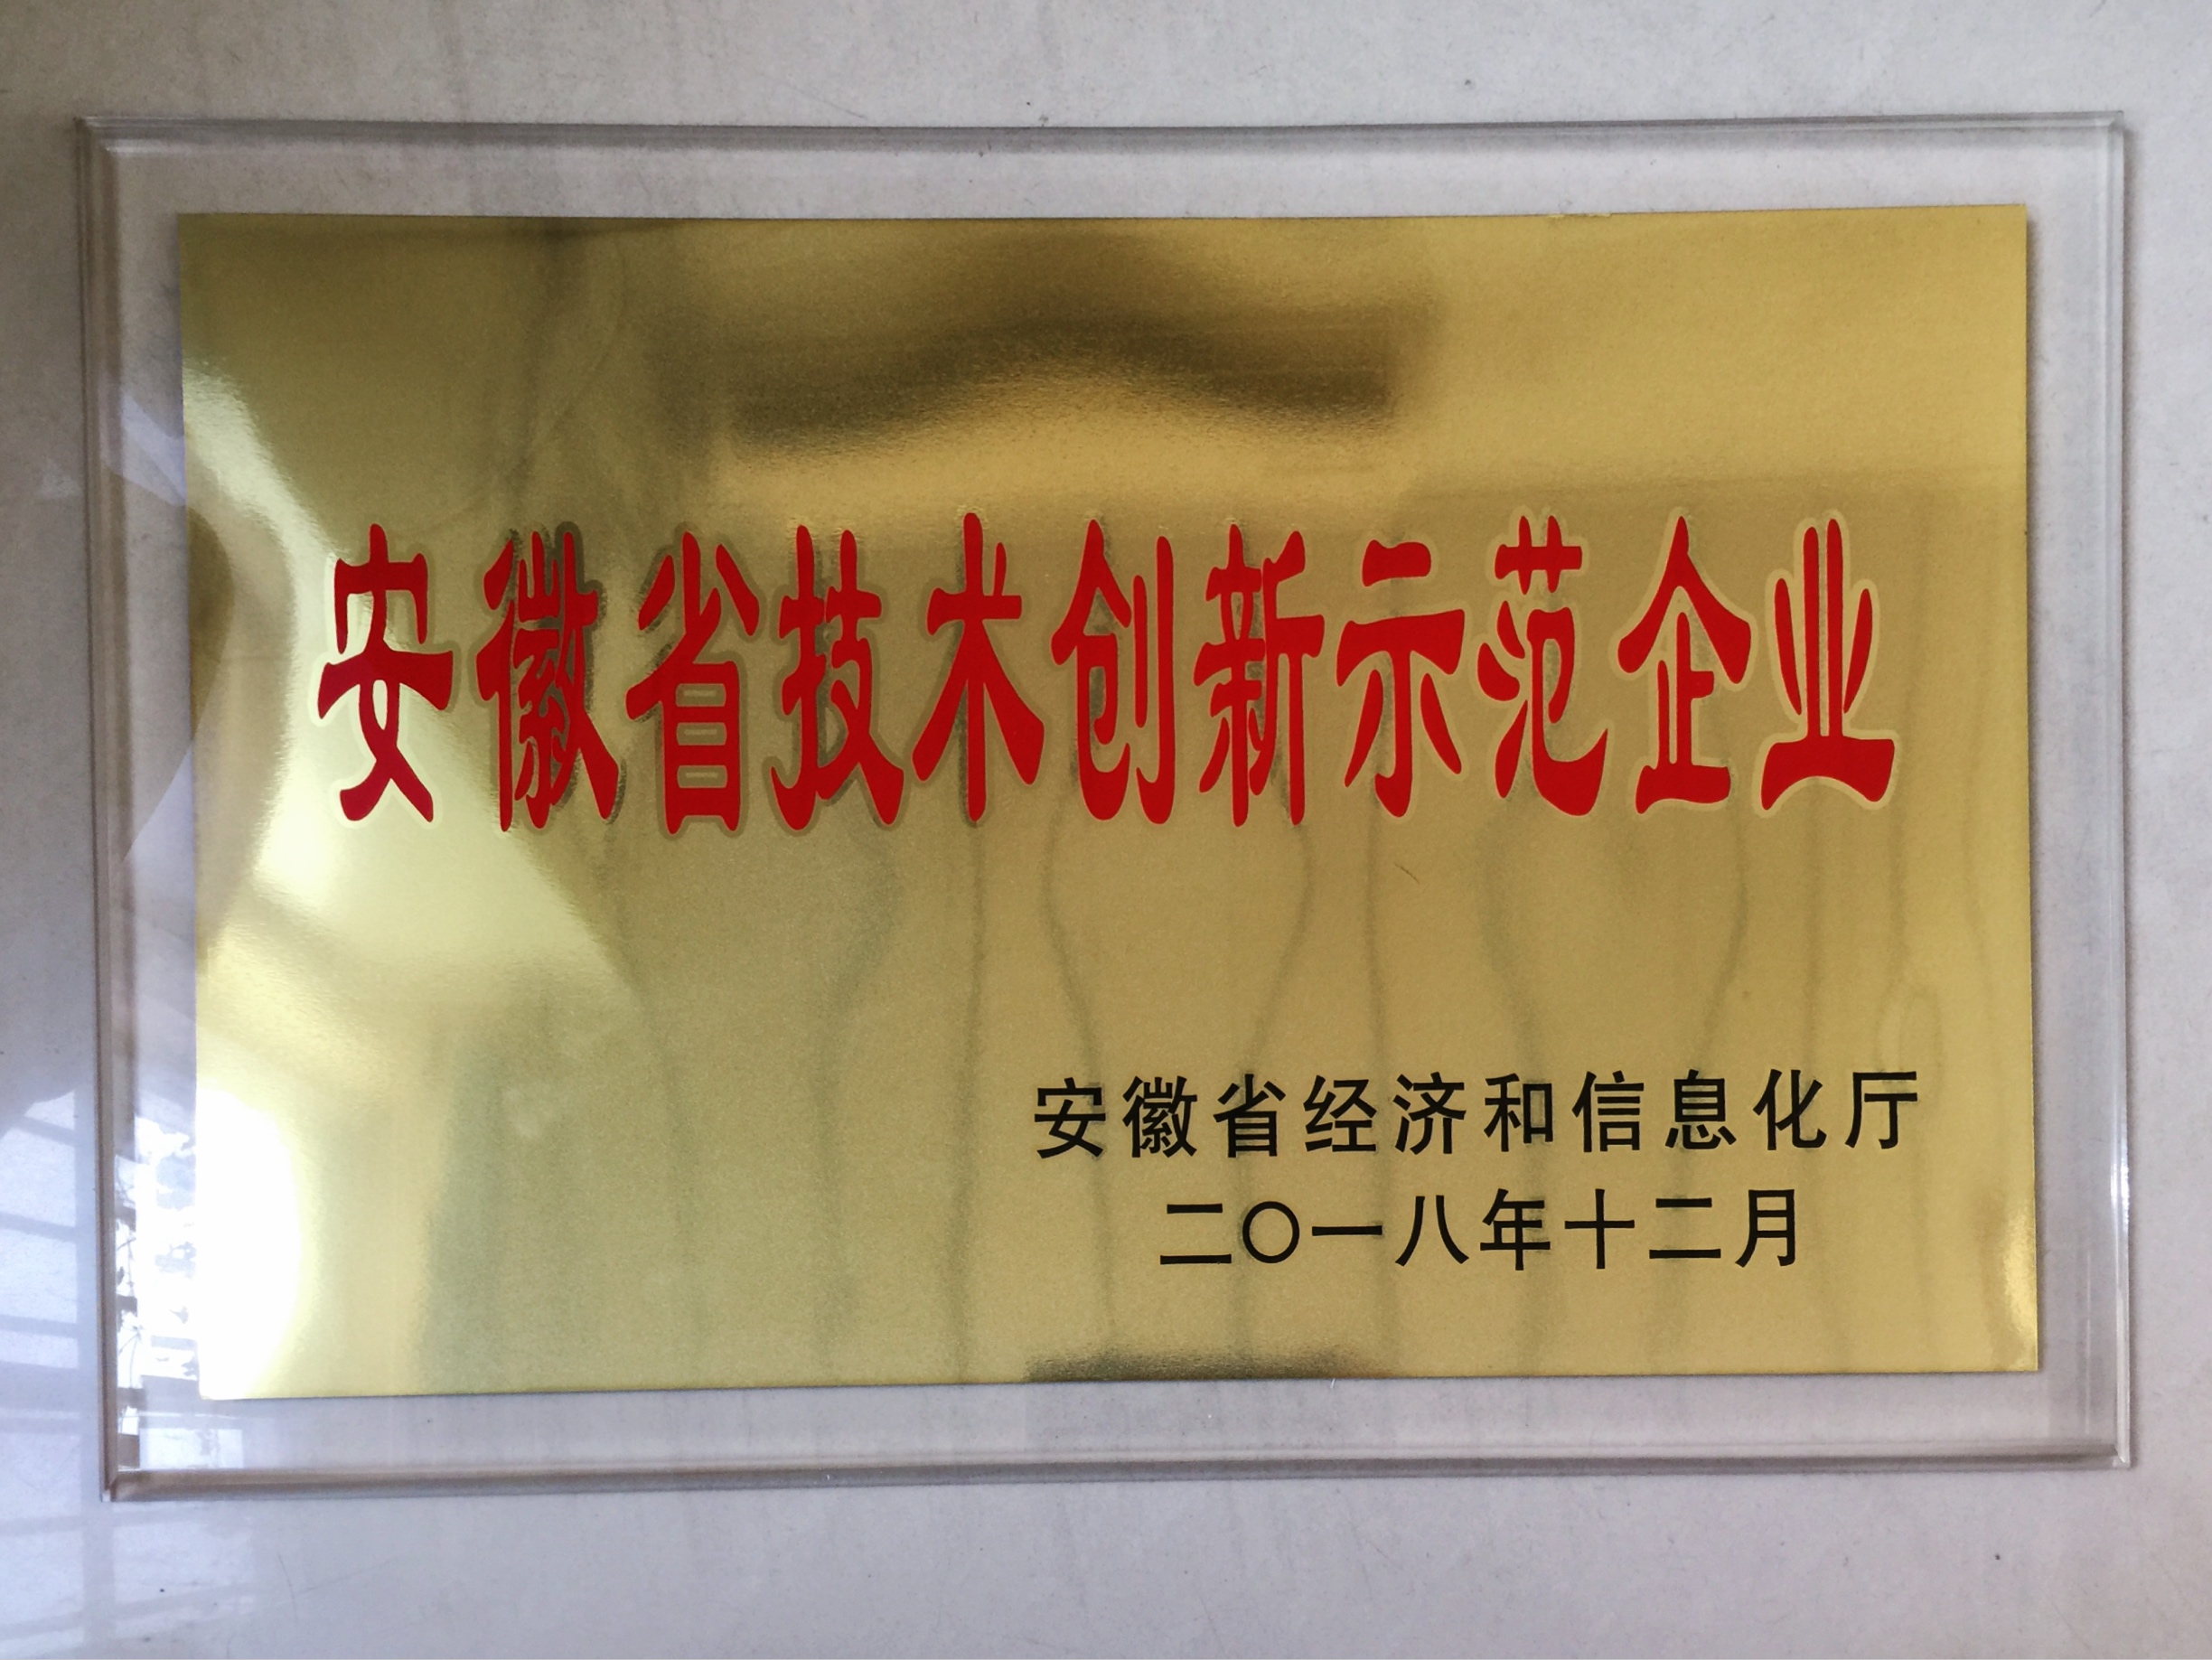 安徽省技术创新示范企业
安徽省经济和信息化厅
二〇一八年十二月